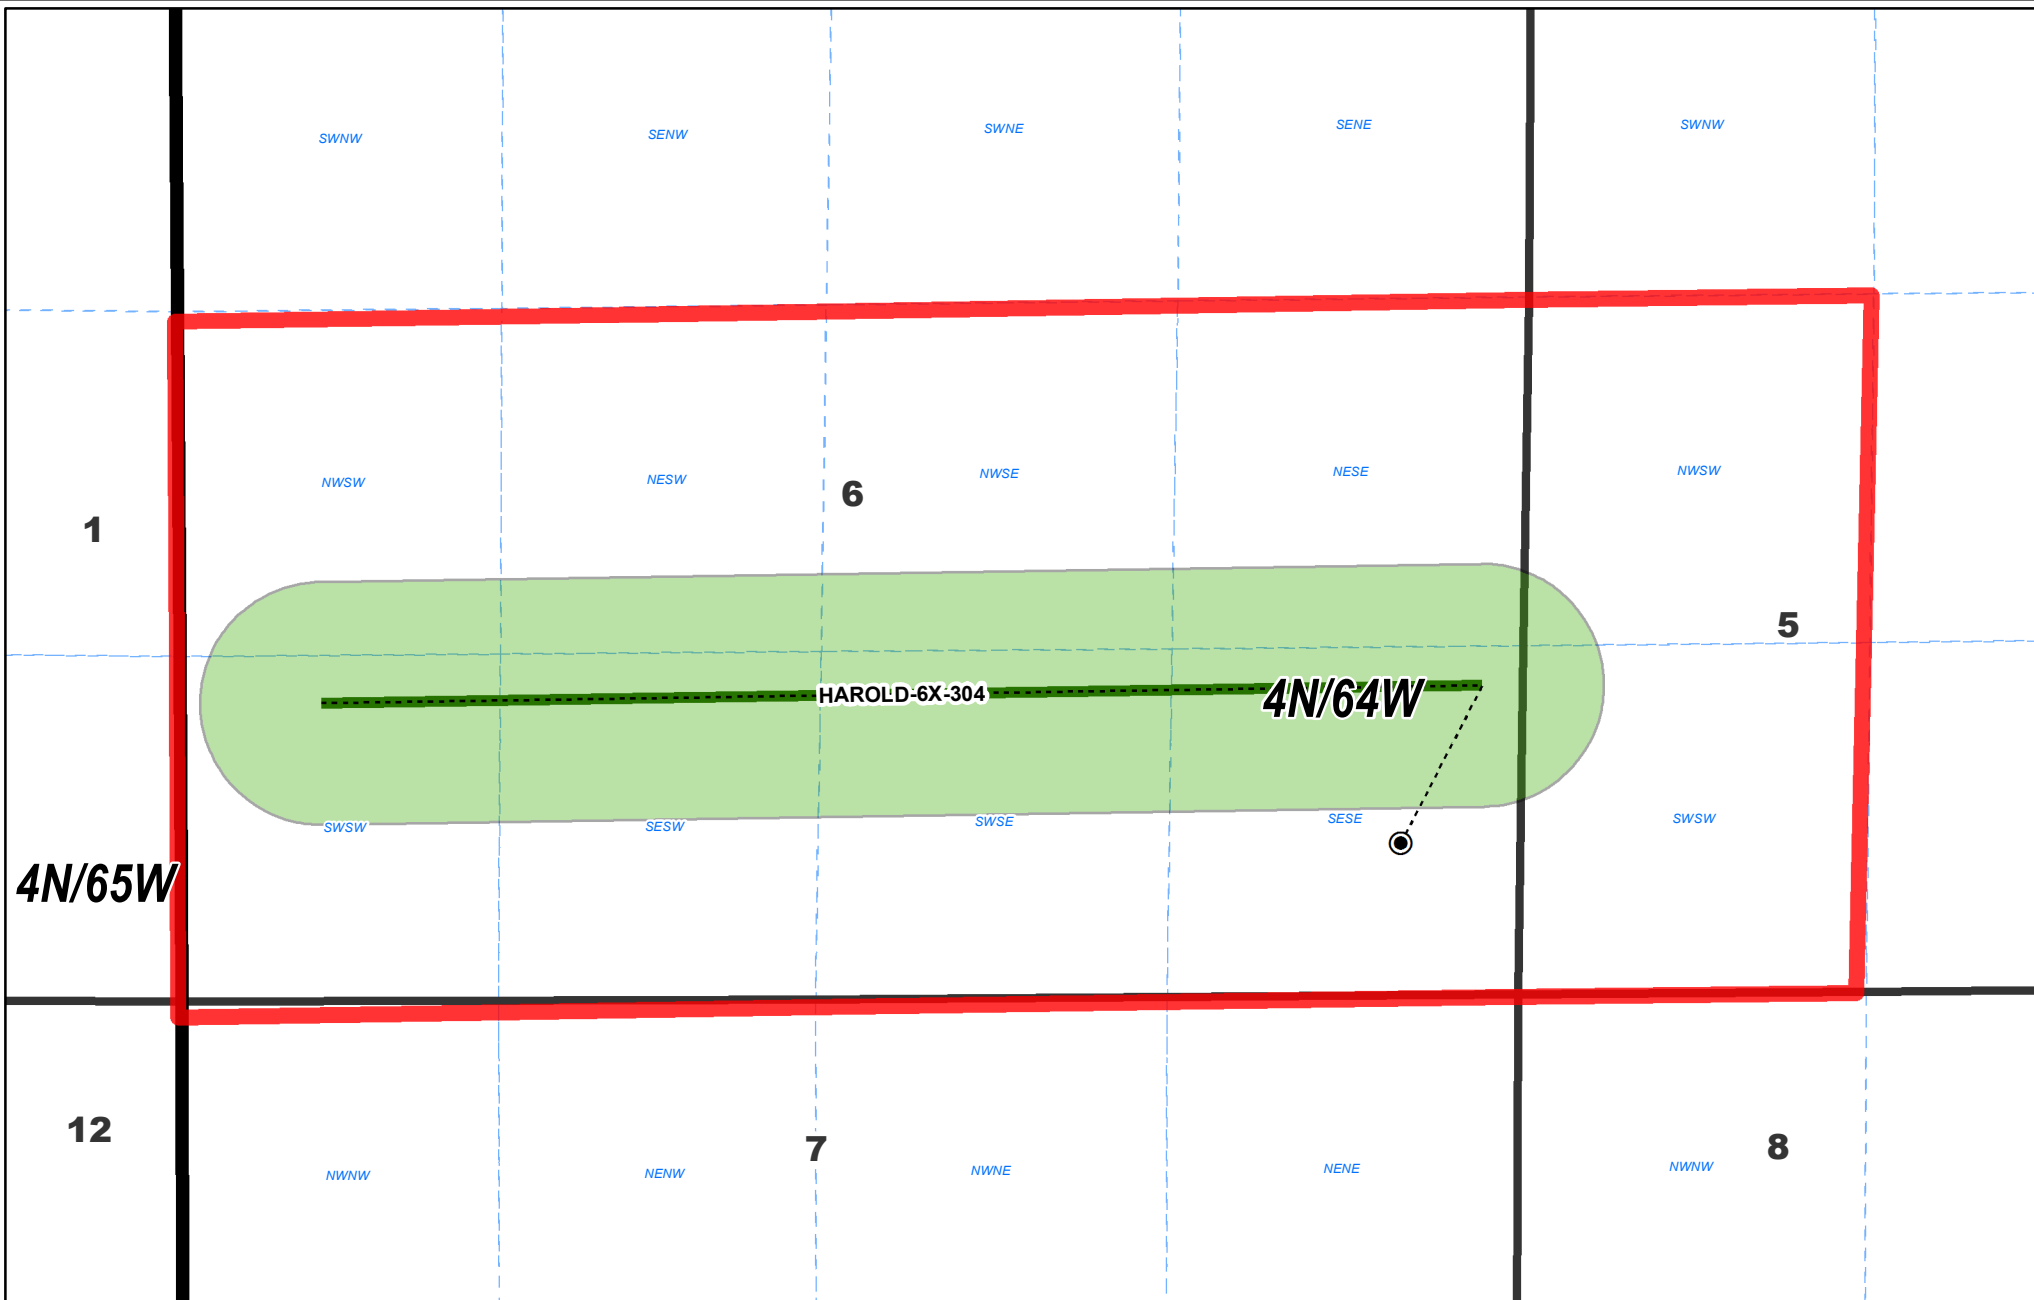 SWNW SENW SWNE SENE SWNW
NWSW NESW NWSE NESE NWSW
6
1
5
HAROLD-6X-304
4N/64W
SWSW SESW SWSE SESE SWSW
4N/65W
12
7
8
NWNW NENW NWNE NENE NWNW